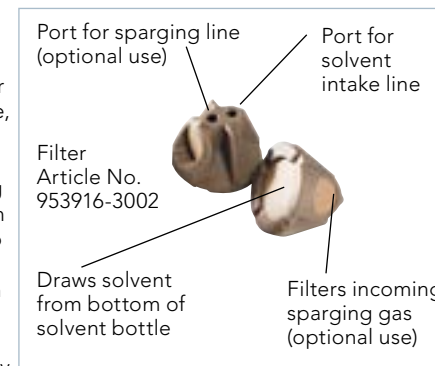 Port for sparging line
(optional use)
Port for
solvent
intake line
Filter
Article No.
953916-3002
Draws solvent
from bottom of
solvent bottle
Filters incoming
sparging gas
(optional use)